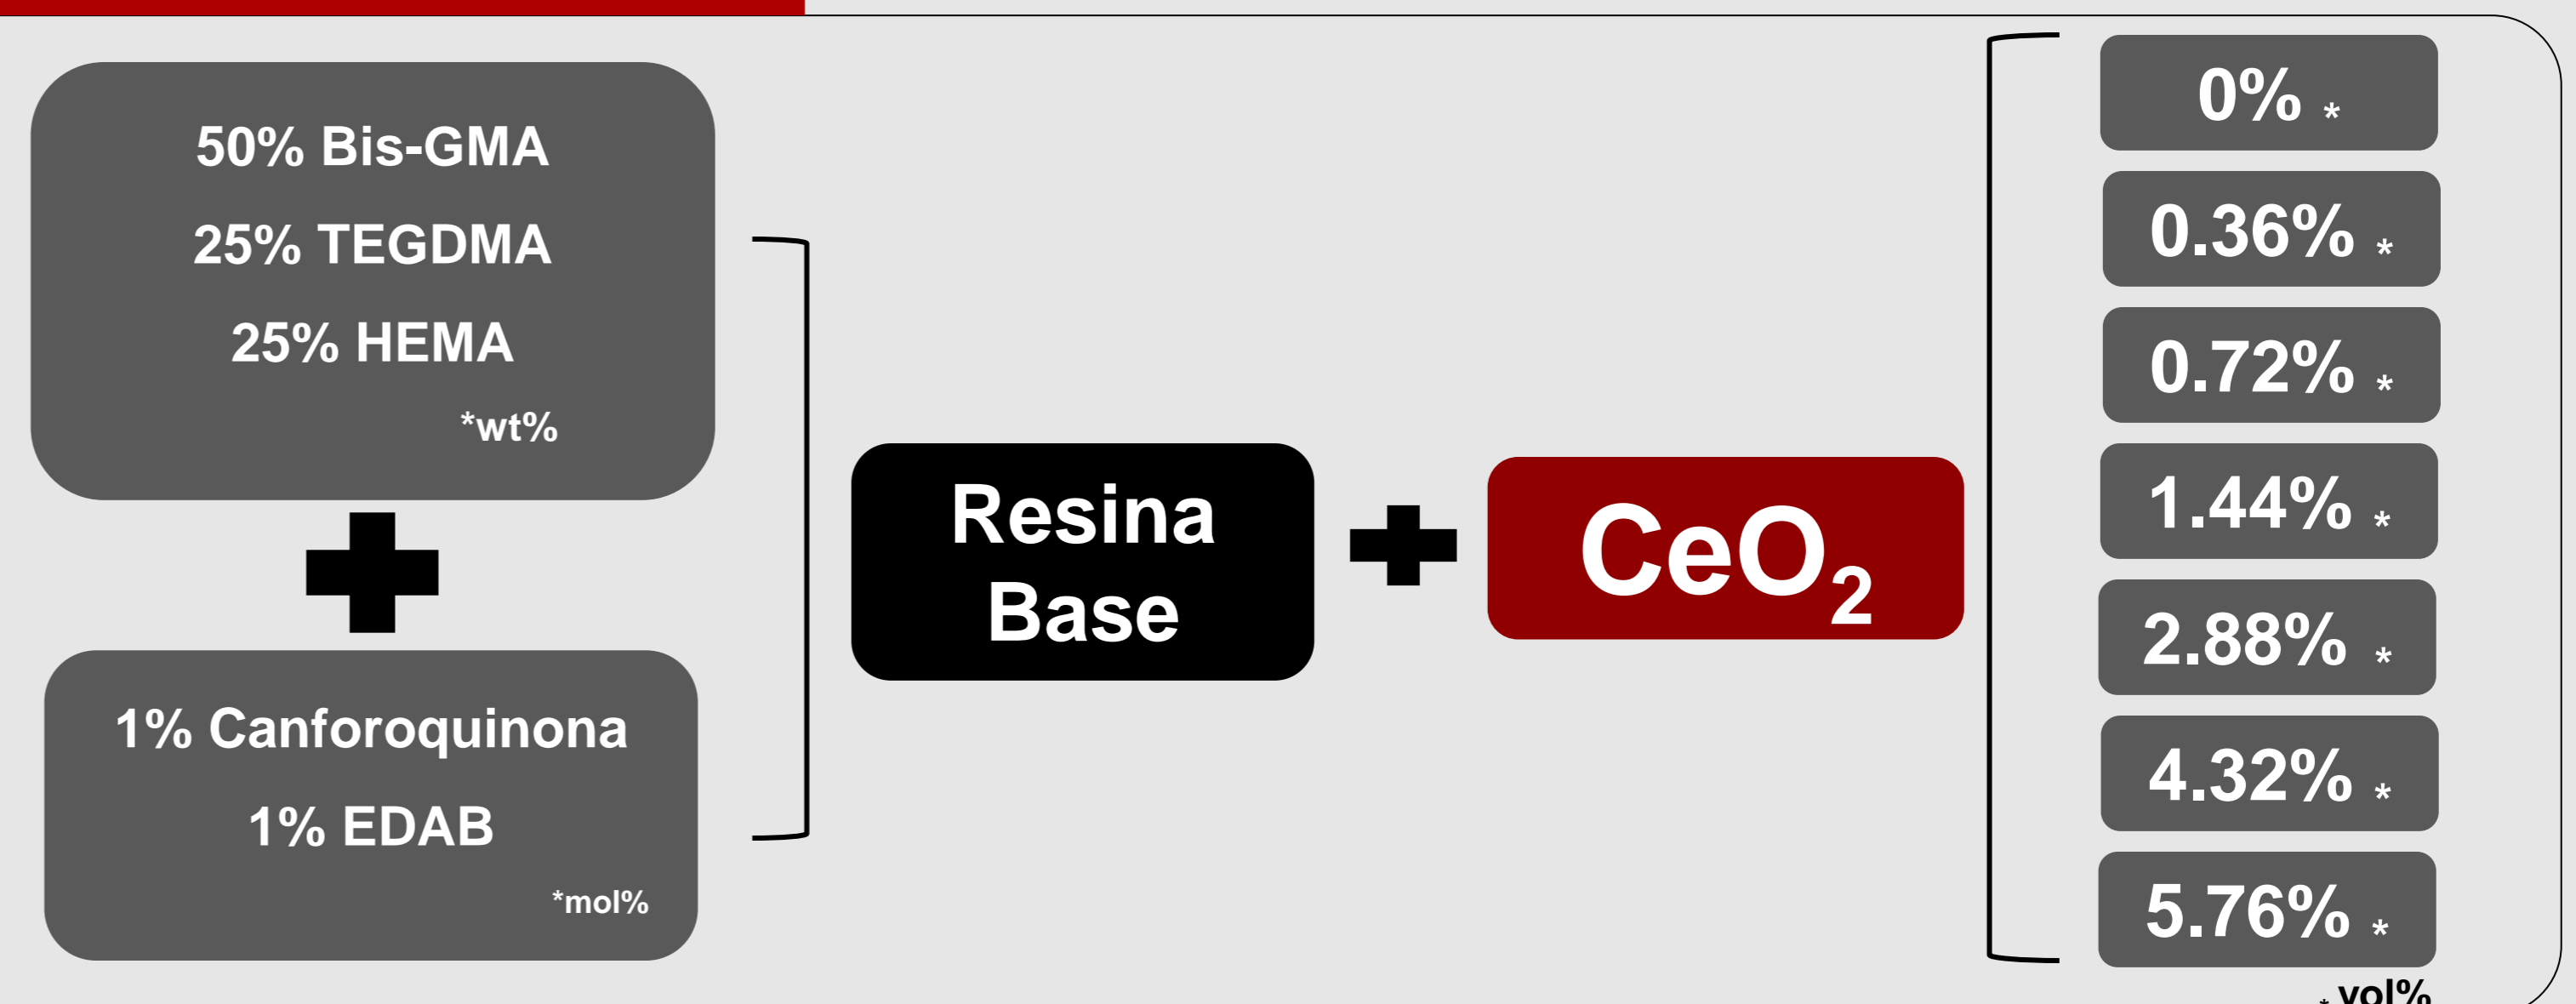 50% Bis-GMA
25% TEGDMA
25% HEMA
*wt%
1% Canforoquinona
1% EDAB
*mol%
Resina
Base
CeO₂
0% *
0.36% *
0.72% *
1.44% *
2.88% *
4.32% *
5.76% *
* vol%